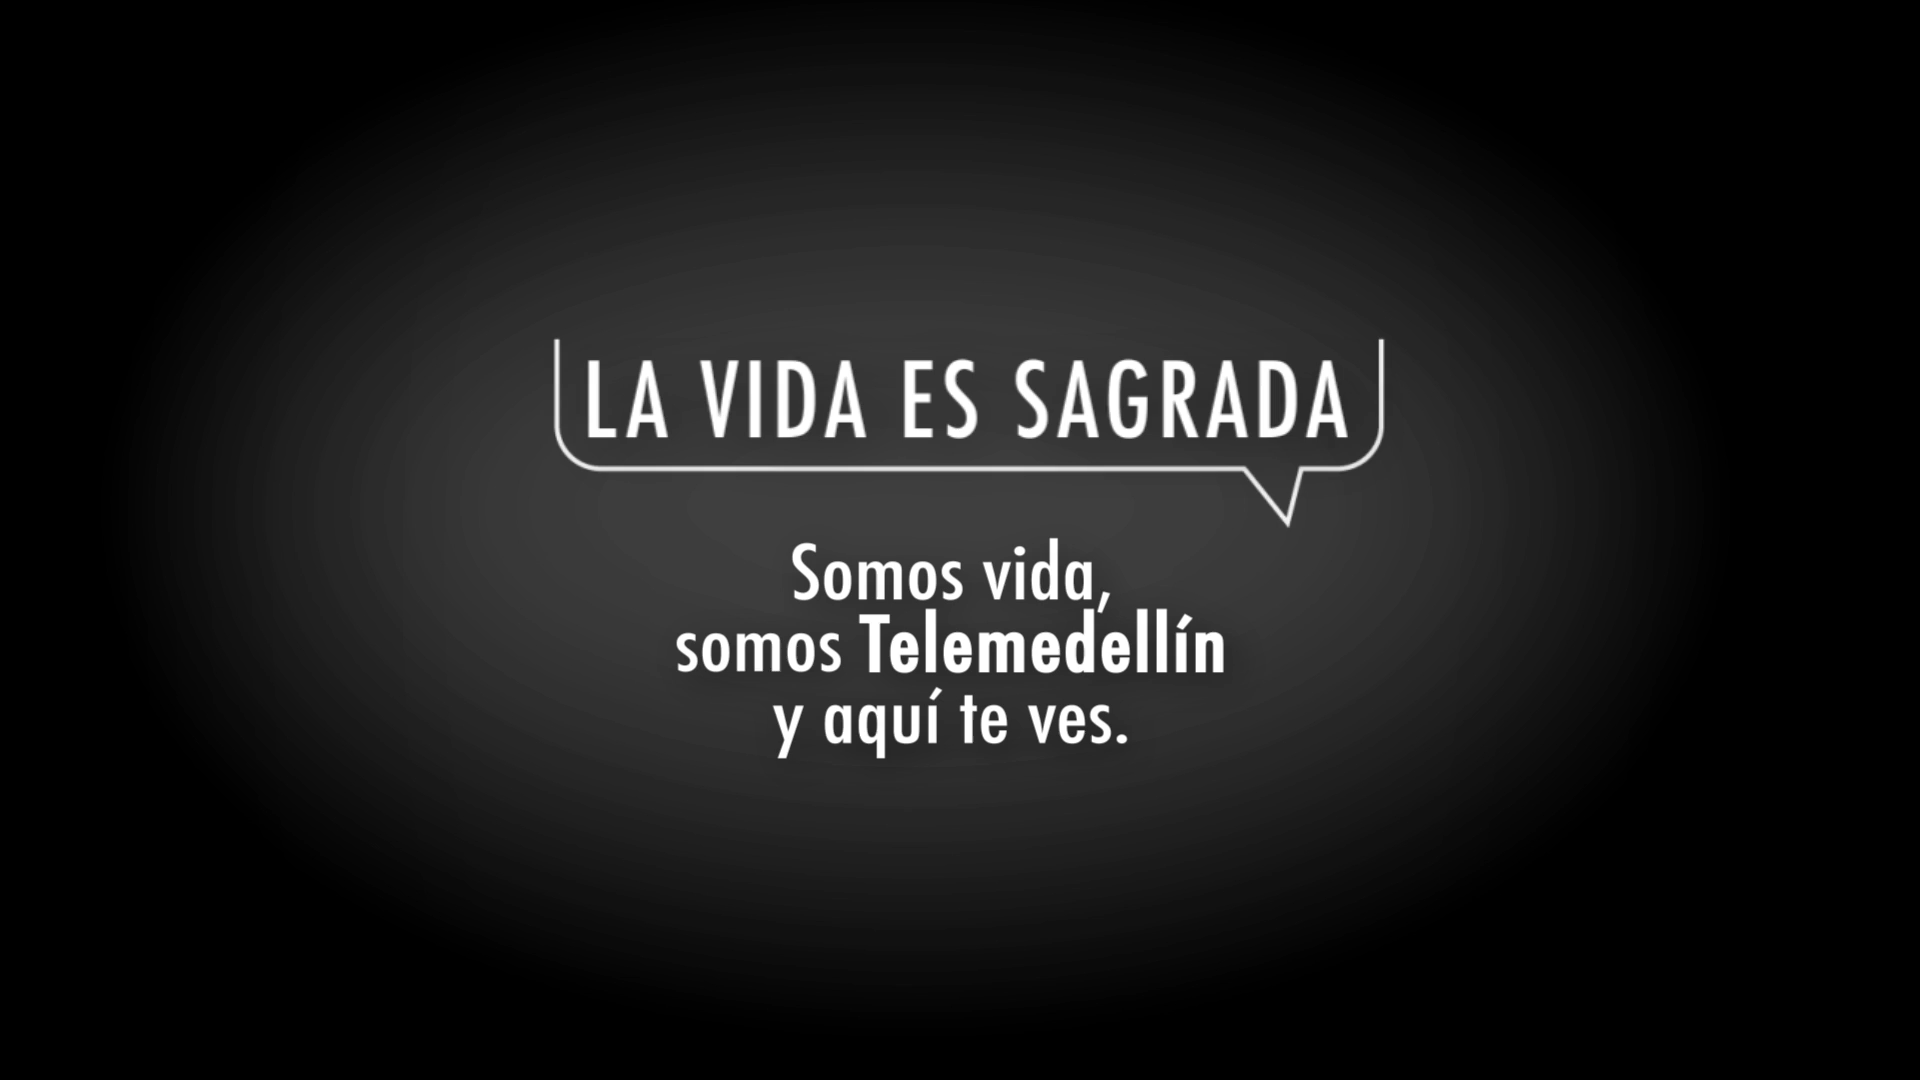 LA VIDA ES SAGRADA
Somos vida,
somos Telemedellín
y aquí te ves.